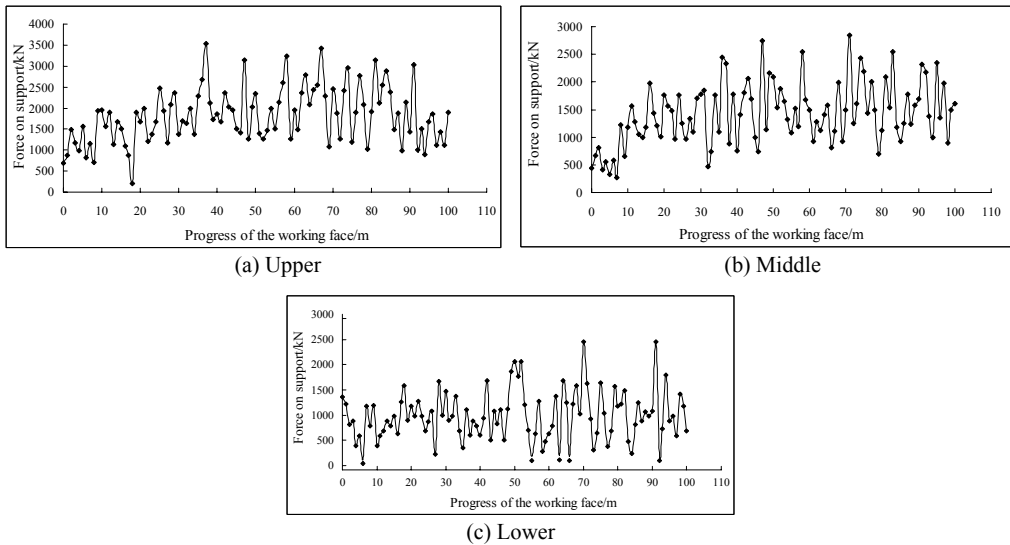 4000
3500
3000
2500
2000
1500
1000
500
0
Force on support/kN
0 10 20 30 40 50 60 70 80 90 100 110
Progress of the working face/m
(a) Upper
3000
2500
2000
1500
1000
500
0
Force on support/kN
0 10 20 30 40 50 60 70 80 90 100 110
Progress of the working face/m
(b) Middle
3000
2500
2000
1500
1000
500
0
Force on support/kN
0 10 20 30 40 50 60 70 80 90 100 110
Progress of the working face/m
(c) Lower